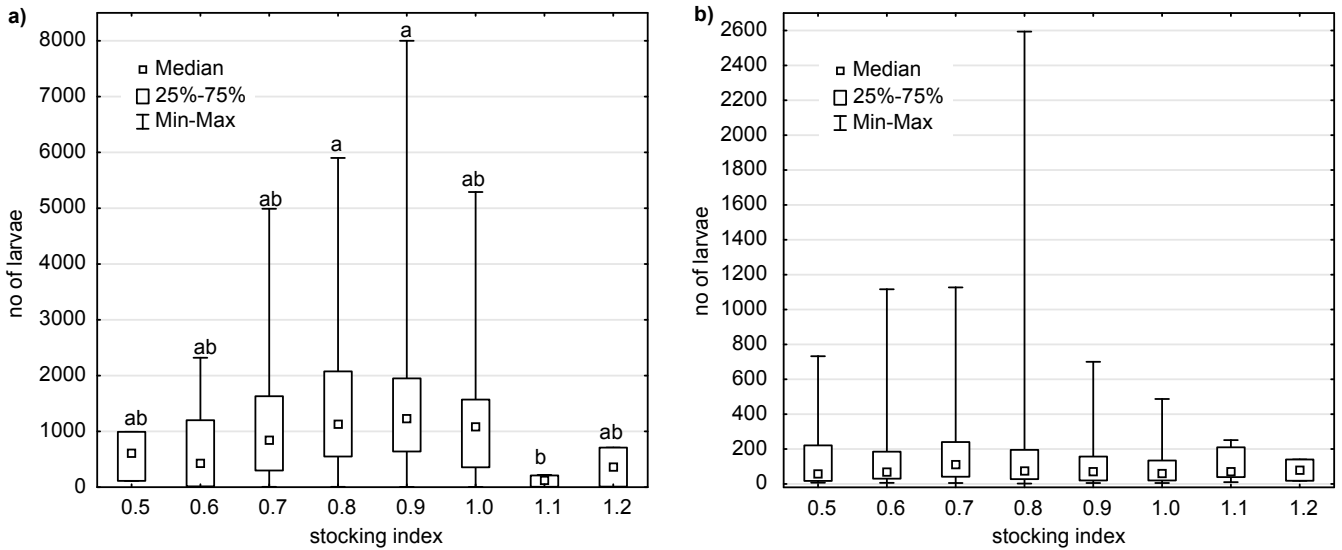 a)
8000
7000
6000
5000
4000
3000
2000
1000
0
no of larvae
Median
25%-75%
Min-Max
ab
ab
ab
a
a
ab
b
ab
0.5 0.6 0.7 0.8 0.9 1.0 1.1 1.2
stocking index
b)
2600
2400
2200
2000
1800
1600
1400
1200
1000
800
600
400
200
0
no of larvae
Median
25%-75%
Min-Max
0.5 0.6 0.7 0.8 0.9 1.0 1.1 1.2
stocking index